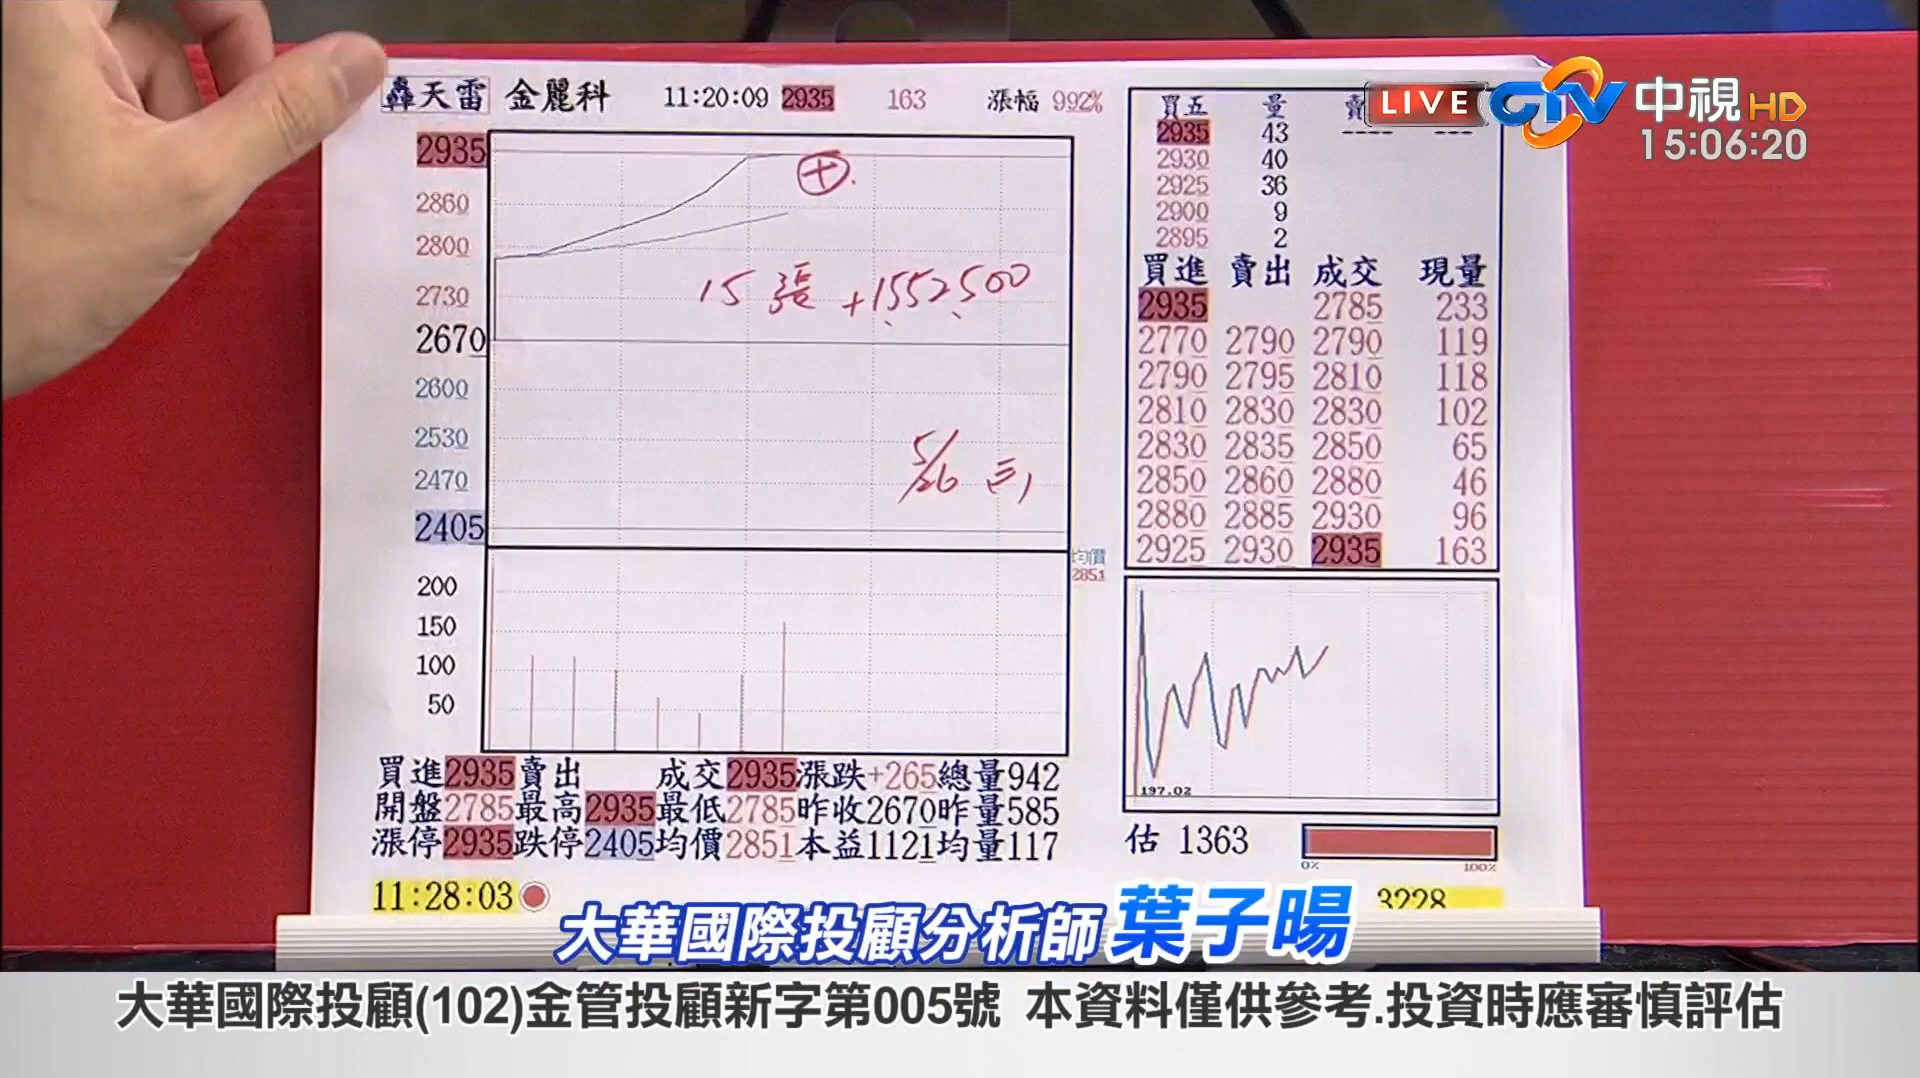 轟天雷 金麗科 11:20:09 2935 163 漲幅 9.92%
LIVE CTV 中視HD
15:06:20
2935
2860
2800
2730
2670
2600
2530
2470
2405
15張 +1552500
5/26
均價
2851
200
150
100
50
買五 量
2935 43
2930 40
2925 36
2900 9
2895 2
買進 賣出 成交 現量
2935 2785 233
2770 2790 2790 119
2790 2795 2810 118
2810 2830 2830 102
2830 2835 2850 65
2850 2860 2880 46
2880 2885 2930 96
2925 2930 2935 163
197.02
估 1363
0% 100%
買進2935賣出 成交2935漲跌+265總量942
開盤2785最高2935最低2785昨收2670昨量585
漲停2935跌停2405均價2851本益1121均量117
11:28:03 3228
大華國際投顧分析師 葉子暘
大華國際投顧(102)金管投顧新字第005號 本資料僅供參考.投資時應審慎評估